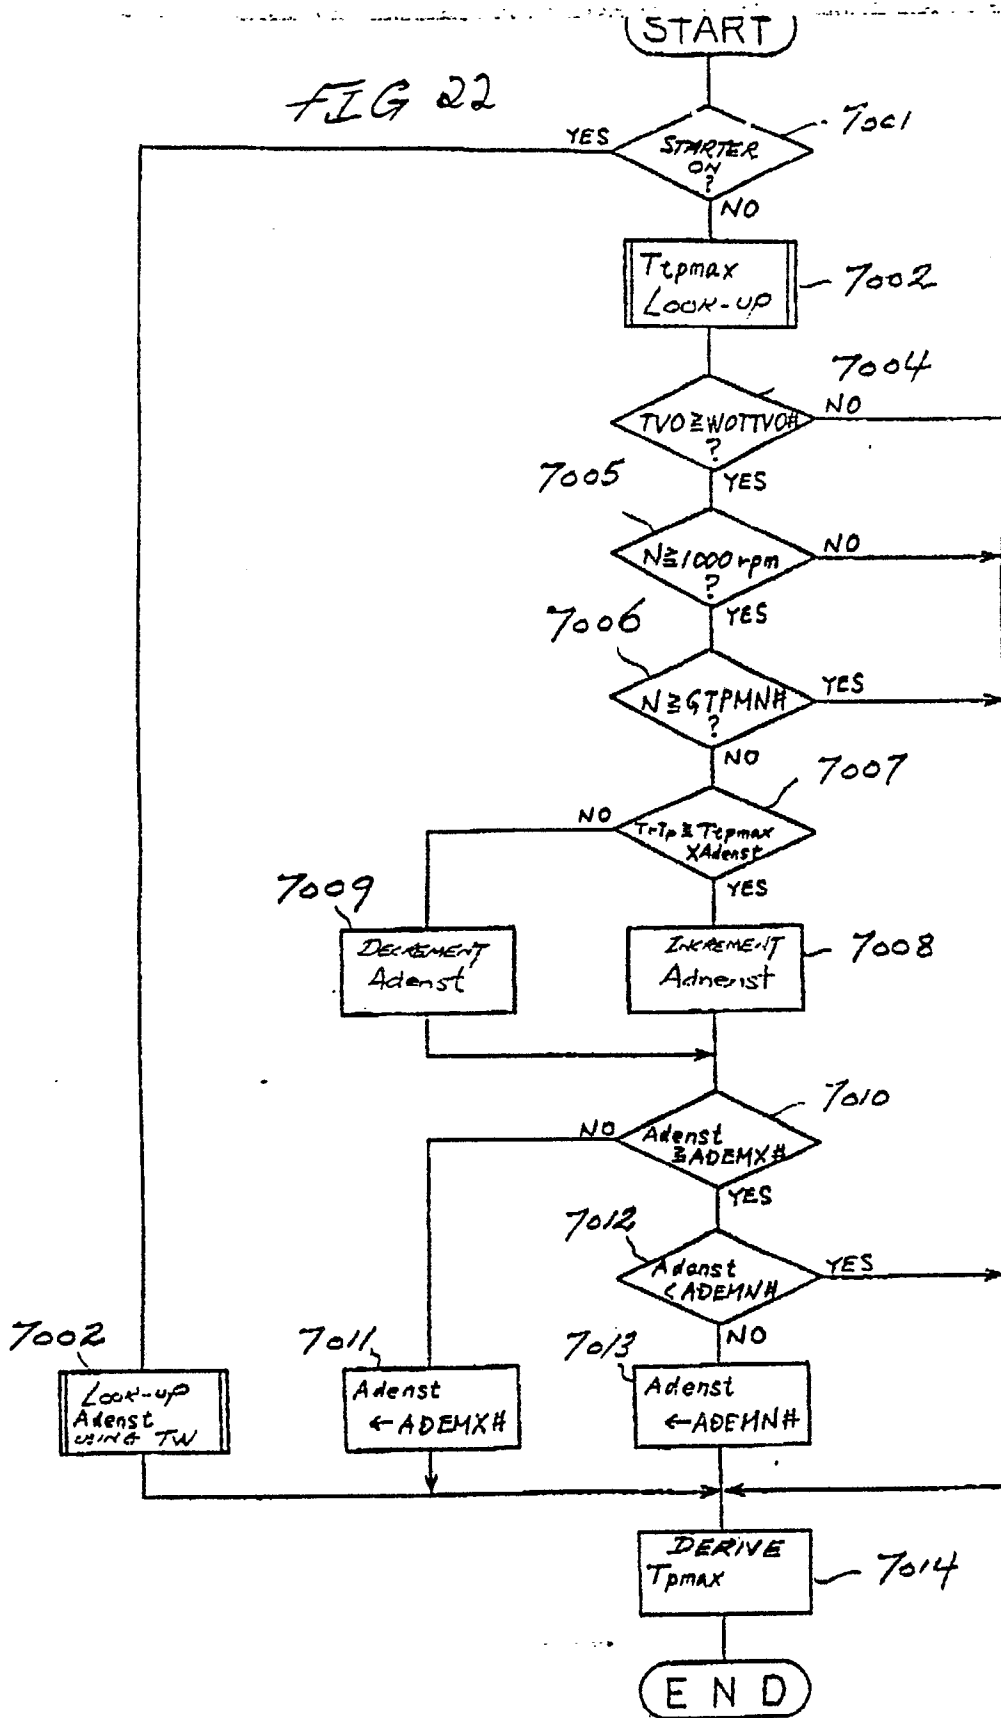 START
FIG 22
7001
YES
STARTER
ON
?
NO
Ttpmax
LOOK-UP
7002
7004
TVO≧WOTTVO#
?
NO
7005
YES
N≧1000 rpm
?
NO
7006
YES
N≧GTPMN#
?
YES
NO
7007
NO
TrTp≧Ttpmax
XAdenst
YES
7009
DECREMENT
Adenst
INCREMENT
Adnenst
7008
7010
NO
Adenst
≧ADEMX#
YES
7012
Adenst
<ADEMN#
YES
NO
7002
7011
7013
LOOK-UP
Adenst
USING TW
Adenst
←ADEMX#
Adenst
←ADEMN#
DERIVE
Tpmax
7014
END